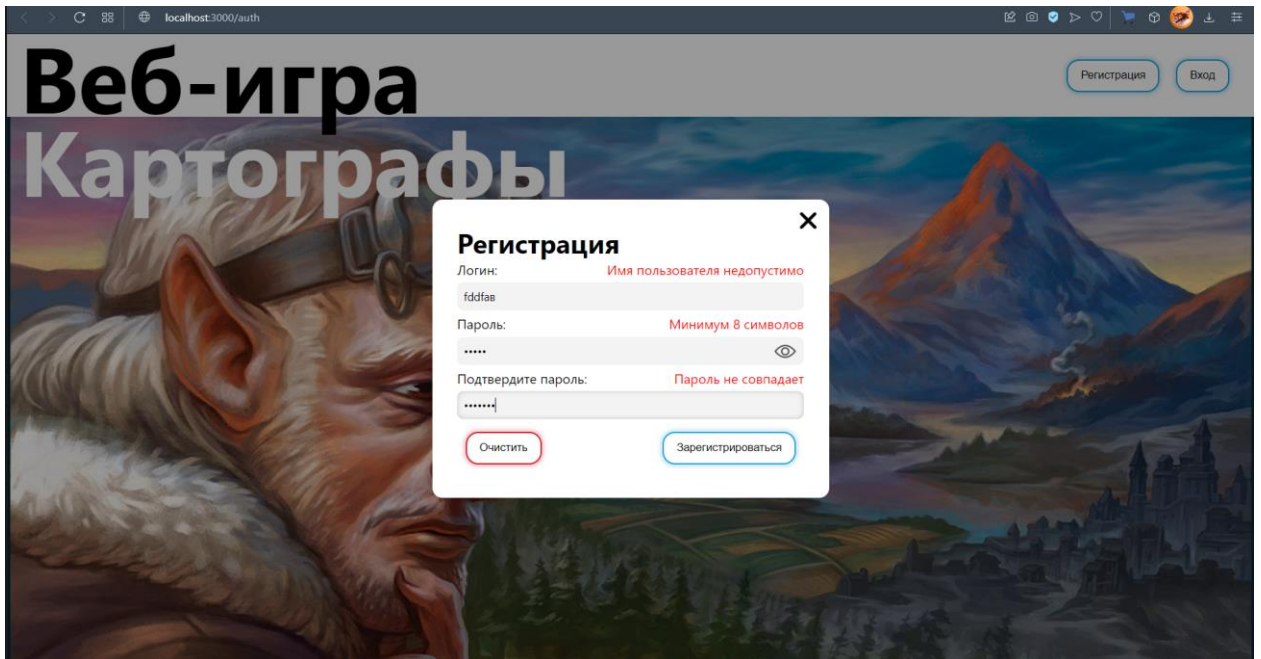 localhost:3000/auth
Веб-игра
Регистрация
Вход
Картографы
Регистрация
Логин:
Имя пользователя недопустимо
fddfав
Пароль:
Минимум 8 символов
•••••
Подтвердите пароль:
Пароль не совпадает
•••••••
Очистить
Зарегистрироваться